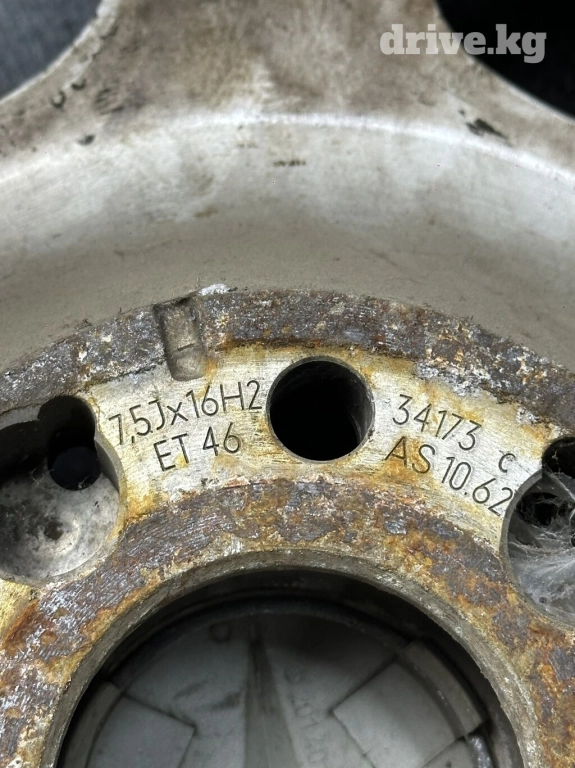 drive.kg
7,5Jx16H2
ET 46
34173 c
AS 10.62